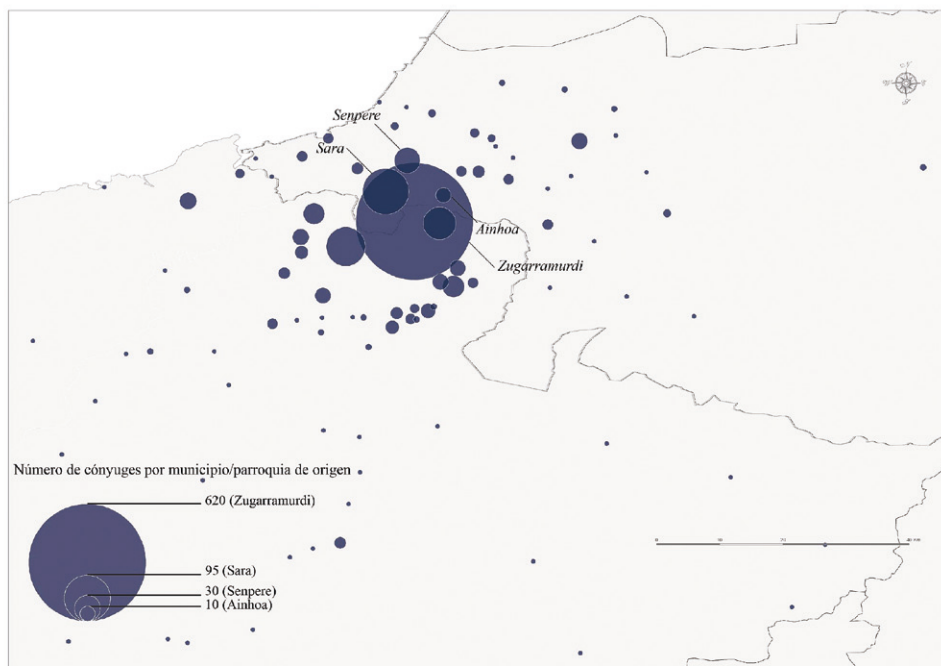 Senpere
Sara
Ainhoa
Zugarramurdi
Número de cónyuges por municipio/parroquia de origen
620 (Zugarramurdi)
95 (Sara)
30 (Senpere)
10 (Ainhoa)